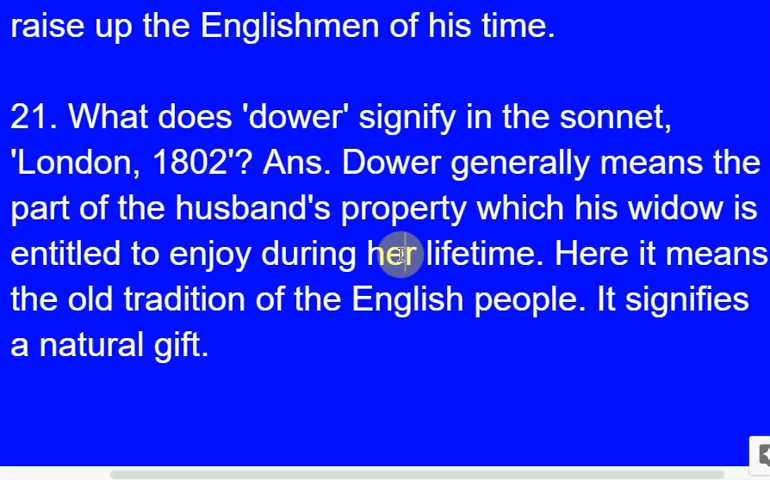 raise up the Englishmen of his time.
21. What does 'dower' signify in the sonnet,
'London, 1802'? Ans. Dower generally means the
part of the husband's property which his widow is
entitled to enjoy during her lifetime. Here it means
the old tradition of the English people. It signifies
a natural gift.